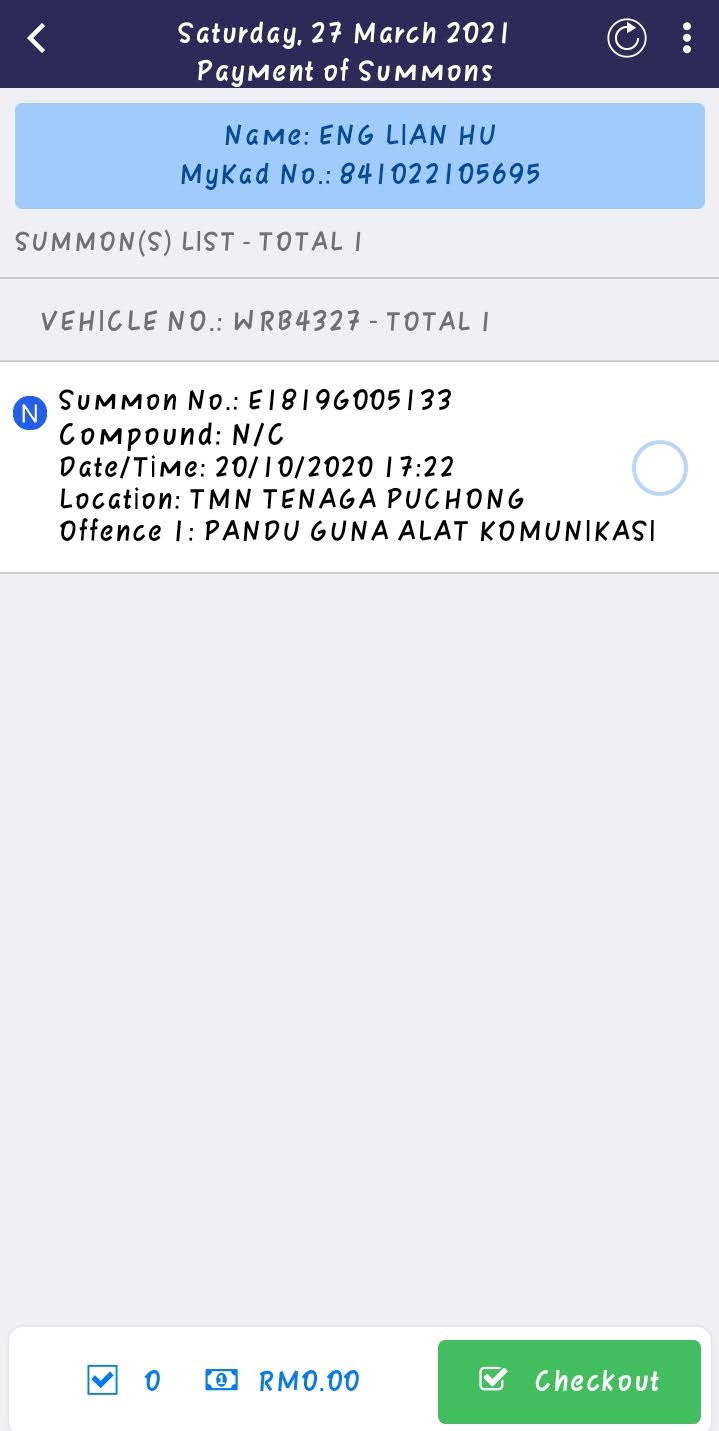 Saturday, 27 March 2021
Payment of Summons
Name: ENG LIAN HU
MyKad No.: 841022105695
SUMMON(S) LIST - TOTAL 1
VEHICLE NO.: WRB4327 - TOTAL 1
N
Summon No.: E1819G005133
Compound: N/C
Date/Time: 20/10/2020 17:22
Location: TMN TENAGA PUCHONG
Offence 1: PANDU GUNA ALAT KOMUNIKASI
0 RM0.00 Checkout